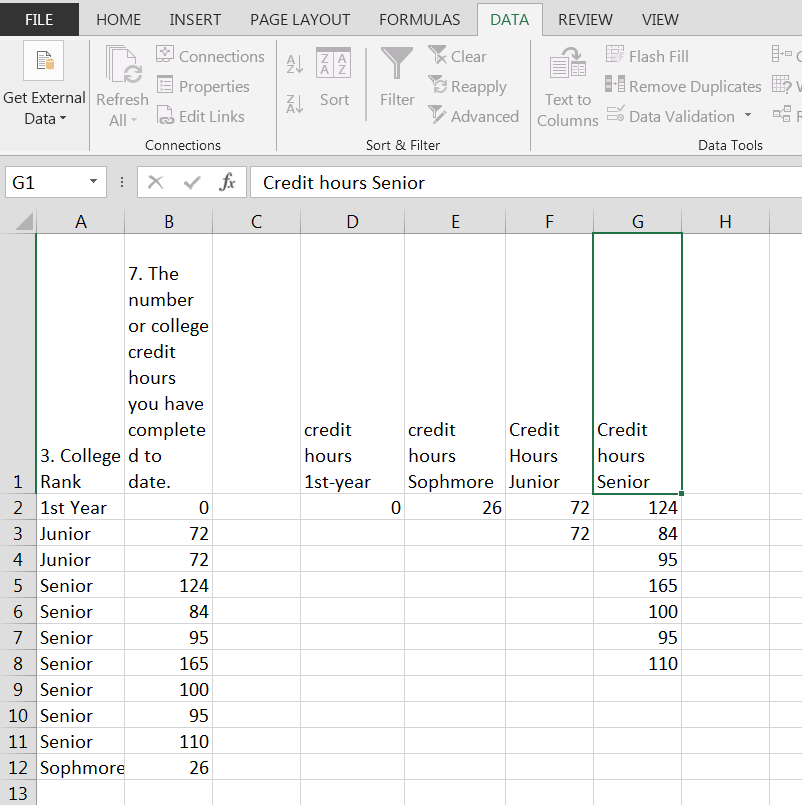 FILE HOME INSERT PAGE LAYOUT FORMULAS DATA REVIEW VIEW
Get External
Data
Refresh
All
Connections
Properties
Edit Links
Connections
A
Z
Z
A
Z A
A Z
Sort
Filter
Clear
Reapply
Advanced
Sort & Filter
Text to
Columns
Flash Fill
Remove Duplicates
Data Validation
Data Tools
G1 fx Credit hours Senior
A B C D E F G H
1
3. College
Rank
7. The
number
or college
credit
hours
you have
complete
d to
date.
credit
hours
1st-year
credit
hours
Sophmore
Credit
Hours
Junior
Credit
hours
Senior
2 1st Year 0 0 26 72 124
3 Junior 72 72 84
4 Junior 72 95
5 Senior 124 165
6 Senior 84 100
7 Senior 95 95
8 Senior 165 110
9 Senior 100
10 Senior 95
11 Senior 110
12 Sophmore 26
13